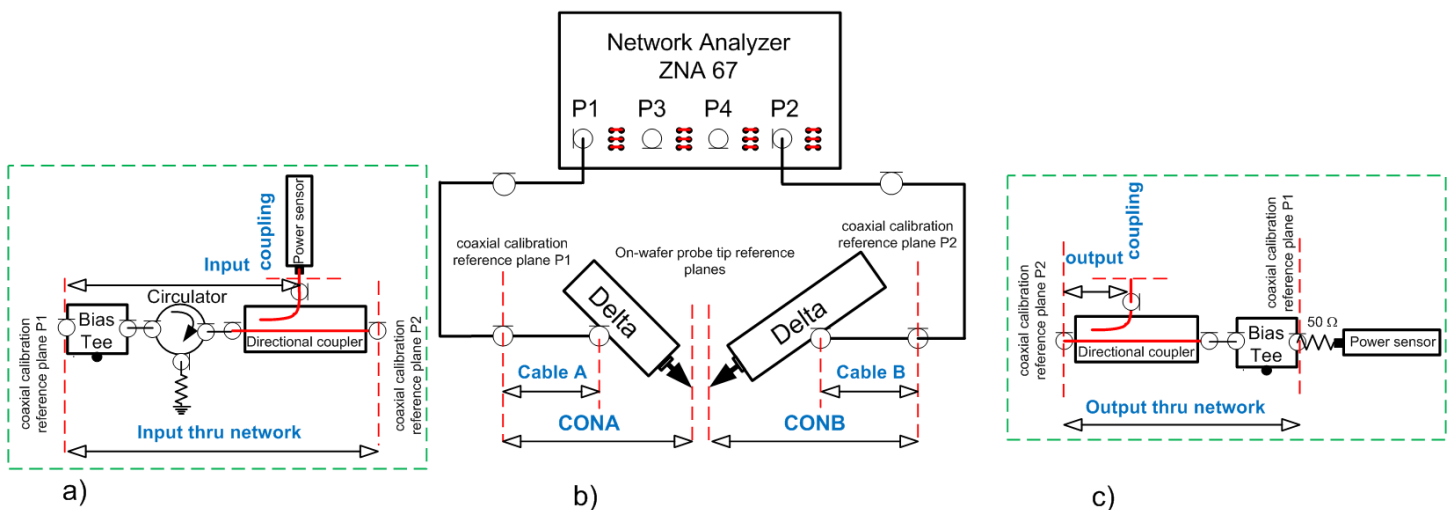 Network Analyzer
ZNA 67
P1 P3 P4 P2
coaxial calibration
reference plane P1
Input
coupling
Power sensor
Circulator
Bias
Tee
Directional coupler
coaxial calibration
reference plane P2
Input thru network
a)
coaxial calibration
reference plane P1
On-wafer probe tip reference
planes
coaxial calibration
reference plane P2
Delta
Delta
Cable A
Cable B
CONA
CONB
b)
coaxial calibration
reference plane P2
output
coupling
coaxial calibration
reference plane P1
Directional coupler
Bias
Tee
50 Ω
Power sensor
Output thru network
c)